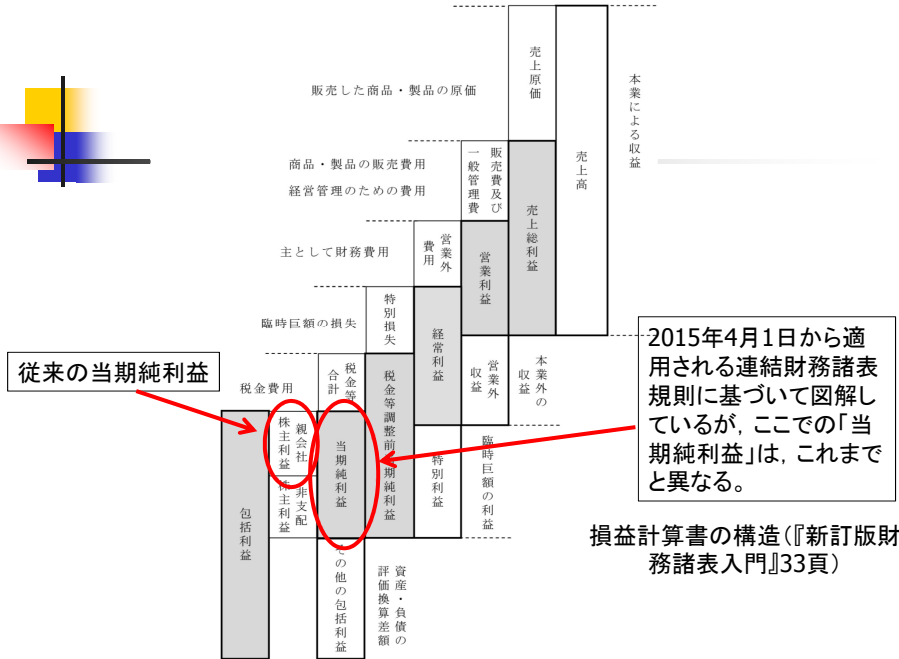 売上原価
売上高
本業による収益
販売した商品・製品の原価
商品・製品の販売費用
経営管理のための費用
販売費及び
一般管理費
売上総利益
主として財務費用
営業外
費用
営業利益
臨時巨額の損失
特別損失
経常利益
営業外
収益
本業外の
収益
従来の当期純利益
税金費用
税金等
合計
税金等調整前
期純利益
特別利益
臨時巨額の利益
親会社
株主利益
当期純利益
非支配
株主利益
包括利益
その他の包括利益
資産・負債の
評価換算差額
2015年4月1日から適
用される連結財務諸表
規則に基づいて図解
しているが，ここでの「当
期純利益」は，これまで
と異なる。
損益計算書の構造(『新訂版財
務諸表入門』33頁)